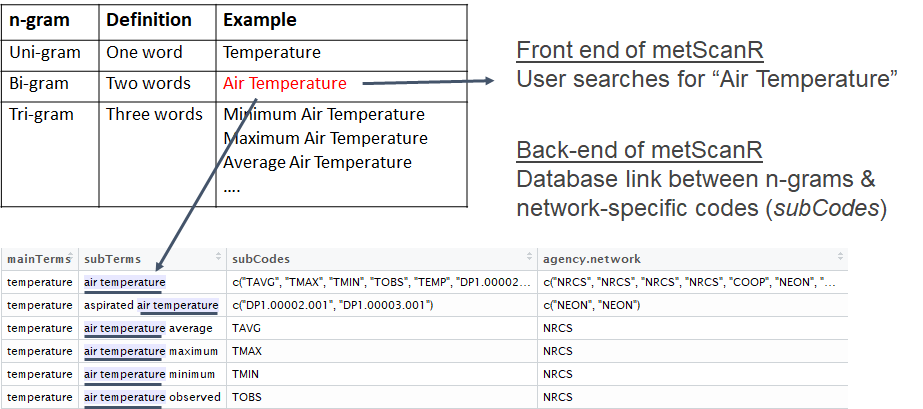 n-gram Definition Example
Uni-gram One word Temperature
Bi-gram Two words Air Temperature
Tri-gram Three words Minimum Air Temperature
Maximum Air Temperature
Average Air Temperature
....
Front end of metScanR
User searches for “Air Temperature”
Back-end of metScanR
Database link between n-grams &
network-specific codes (subCodes)
mainTerms subTerms subCodes agency.network
temperature air temperature c("TAVG", "TMAX", "TMIN", "TOBS", "TEMP", "DP1.00002... c("NRCS", "NRCS", "NRCS", "NRCS", "COOP", "NEON", "...
temperature aspirated air temperature c("DP1.00002.001", "DP1.00003.001") c("NEON", "NEON")
temperature air temperature average TAVG NRCS
temperature air temperature maximum TMAX NRCS
temperature air temperature minimum TMIN NRCS
temperature air temperature observed TOBS NRCS